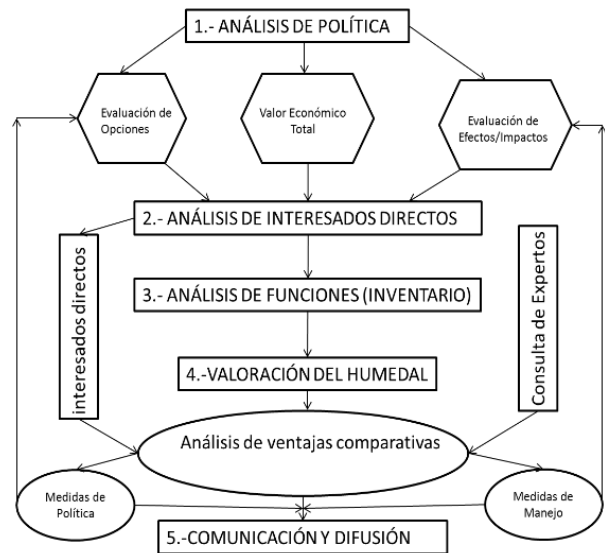 1.- ANÁLISIS DE POLÍTICA
Evaluación de
Opciones
Valor Económico
Total
Evaluación de
Efectos/Impactos
2.- ANÁLISIS DE INTERESADOS DIRECTOS
interesados directos
Consulta de Expertos
3.- ANÁLISIS DE FUNCIONES (INVENTARIO)
4.-VALORACIÓN DEL HUMEDAL
Análisis de ventajas comparativas
Medidas de
Política
Medidas de
Manejo
5.-COMUNICACIÓN Y DIFUSIÓN